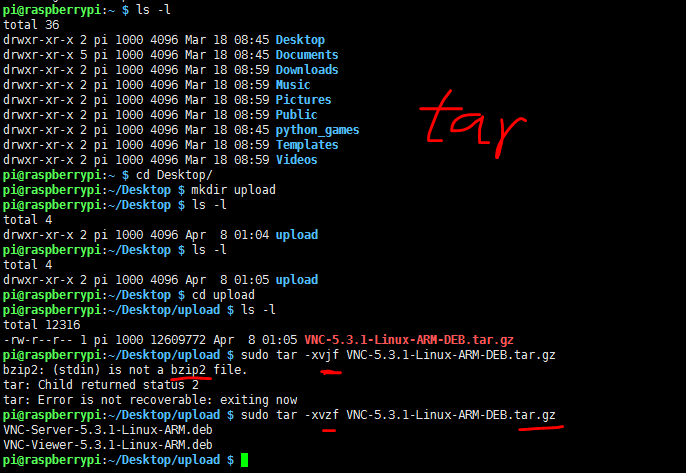 pi@raspberrypi:~ $ ls -l
total 36
drwxr-xr-x 2 pi 1000 4096 Mar 18 08:45 Desktop
drwxr-xr-x 5 pi 1000 4096 Mar 18 08:45 Documents
drwxr-xr-x 2 pi 1000 4096 Mar 18 08:59 Downloads
drwxr-xr-x 2 pi 1000 4096 Mar 18 08:59 Music
drwxr-xr-x 2 pi 1000 4096 Mar 18 08:59 Pictures
drwxr-xr-x 2 pi 1000 4096 Mar 18 08:59 Public
drwxr-xr-x 2 pi 1000 4096 Mar 18 08:45 python_games
drwxr-xr-x 2 pi 1000 4096 Mar 18 08:59 Templates
drwxr-xr-x 2 pi 1000 4096 Mar 18 08:59 Videos
tar
pi@raspberrypi:~ $ cd Desktop/
pi@raspberrypi:~/Desktop $ mkdir upload
pi@raspberrypi:~/Desktop $ ls -l
total 4
drwxr-xr-x 2 pi 1000 4096 Apr  8 01:04 upload
pi@raspberrypi:~/Desktop $ ls -l
total 4
drwxr-xr-x 2 pi 1000 4096 Apr  8 01:05 upload
pi@raspberrypi:~/Desktop $ cd upload
pi@raspberrypi:~/Desktop/upload $ ls -l
total 12316
-rw-r--r-- 1 pi 1000 12609772 Apr  8 01:05 VNC-5.3.1-Linux-ARM-DEB.tar.gz
pi@raspberrypi:~/Desktop/upload $ sudo tar -xvjf VNC-5.3.1-Linux-ARM-DEB.tar.gz
bzip2: (stdin) is not a bzip2 file.
tar: Child returned status 2
tar: Error is not recoverable: exiting now
pi@raspberrypi:~/Desktop/upload $ sudo tar -xvzf VNC-5.3.1-Linux-ARM-DEB.tar.gz
VNC-Server-5.3.1-Linux-ARM.deb
VNC-Viewer-5.3.1-Linux-ARM.deb
pi@raspberrypi:~/Desktop/upload $